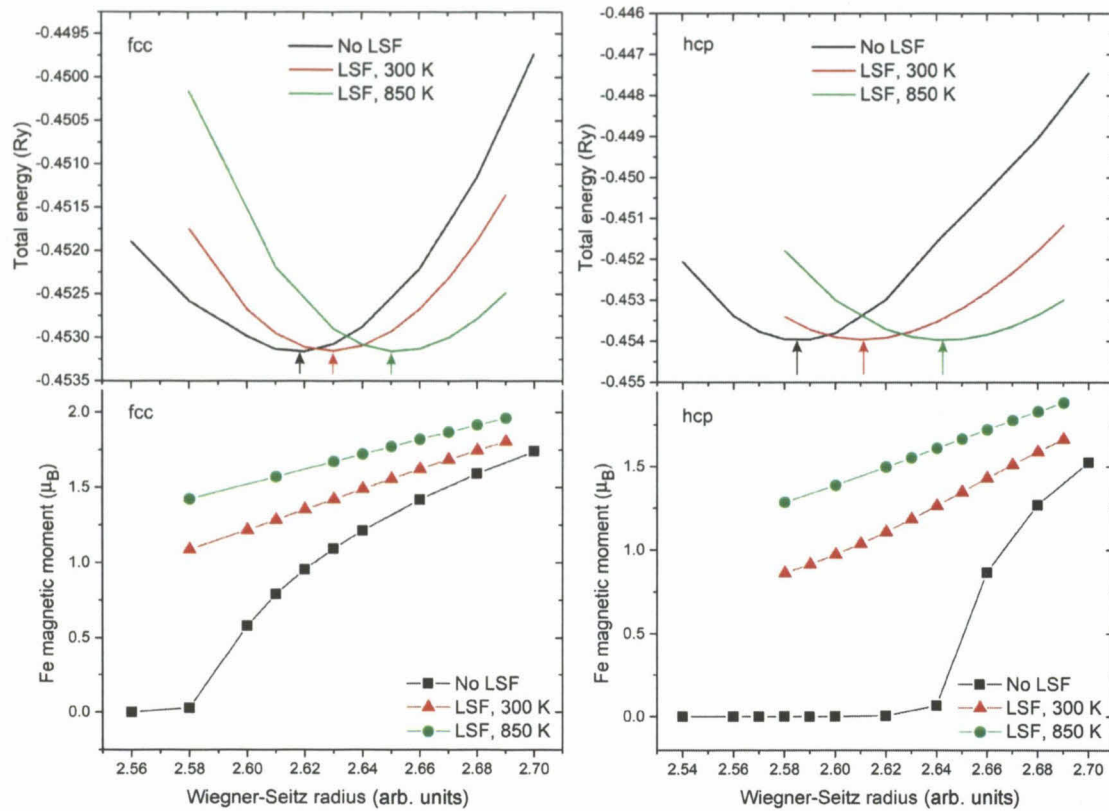 fcc
No LSF
LSF, 300 K
LSF, 850 K
Total energy (Ry)
-0.4495
-0.4500
-0.4505
-0.4510
-0.4515
-0.4520
-0.4525
-0.4530
-0.4535
hcp
No LSF
LSF, 300 K
LSF, 850 K
Total energy (Ry)
-0.446
-0.447
-0.448
-0.449
-0.450
-0.451
-0.452
-0.453
-0.454
-0.455
fcc
Fe magnetic moment (μB)
2.0
1.5
1.0
0.5
0.0
No LSF
LSF, 300 K
LSF, 850 K
2.56 2.58 2.60 2.62 2.64 2.66 2.68 2.70
Wiegner-Seitz radius (arb. units)
hcp
Fe magnetic moment (μB)
1.5
1.0
0.5
0.0
No LSF
LSF, 300 K
LSF, 850 K
2.54 2.56 2.58 2.60 2.62 2.64 2.66 2.68 2.70
Wiegner-Seitz radius (arb. units)